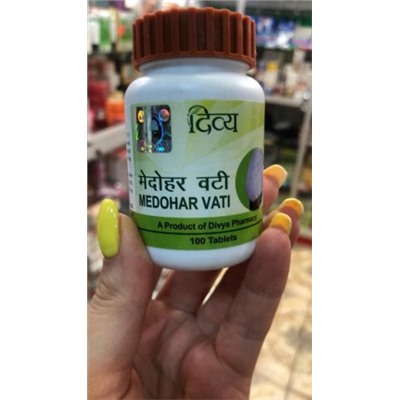 दिव्य
मेदोहर वटी
MEDOHAR VATI
A Product of Divya Pharmacy
100 Tablets